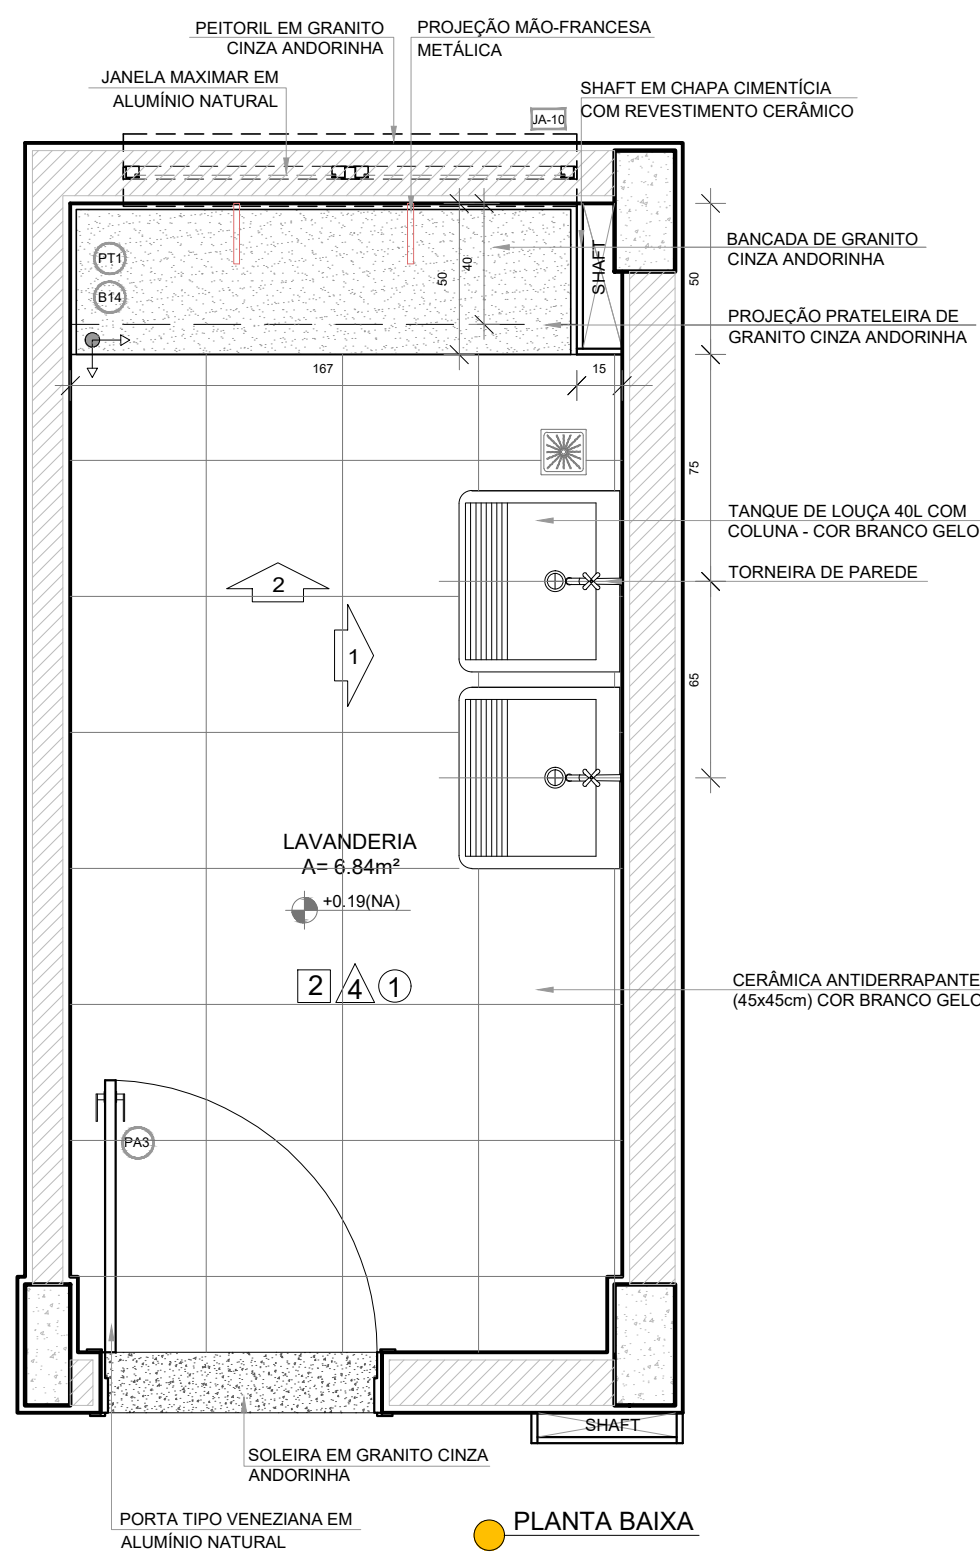 PEITORIL EM GRANITO
CINZA ANDORINHA
PROJEÇÃO MÃO-FRANCESA
METÁLICA
JANELA MAXIMAR EM
ALUMÍNIO NATURAL
SHAFT EM CHAPA CIMENTÍCIA
COM REVESTIMENTO CERÂMICO
JA-10
PT1
B14
50
40
SHAFT
50
BANCADA DE GRANITO
CINZA ANDORINHA
PROJEÇÃO PRATELEIRA DE
GRANITO CINZA ANDORINHA
167
15
75
TANQUE DE LOUÇA 40L COM
COLUNA - COR BRANCO GELO
TORNEIRA DE PAREDE
2
1
65
LAVANDERIA
A= 6.84m²
+0.19(NA)
2 4 1
CERÂMICA ANTIDERRAPANTE
(45x45cm) COR BRANCO GELO
PA3
SHAFT
SOLEIRA EM GRANITO CINZA
ANDORINHA
PORTA TIPO VENEZIANA EM
ALUMÍNIO NATURAL
PLANTA BAIXA